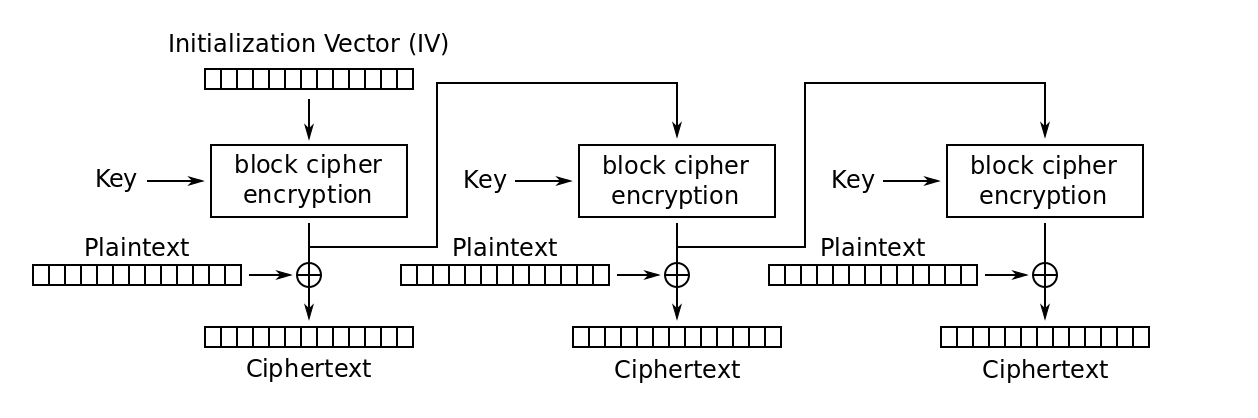 Initialization Vector (IV)
Key
block cipher
encryption
Key
block cipher
encryption
Key
block cipher
encryption
Plaintext
Plaintext
Plaintext
Ciphertext
Ciphertext
Ciphertext